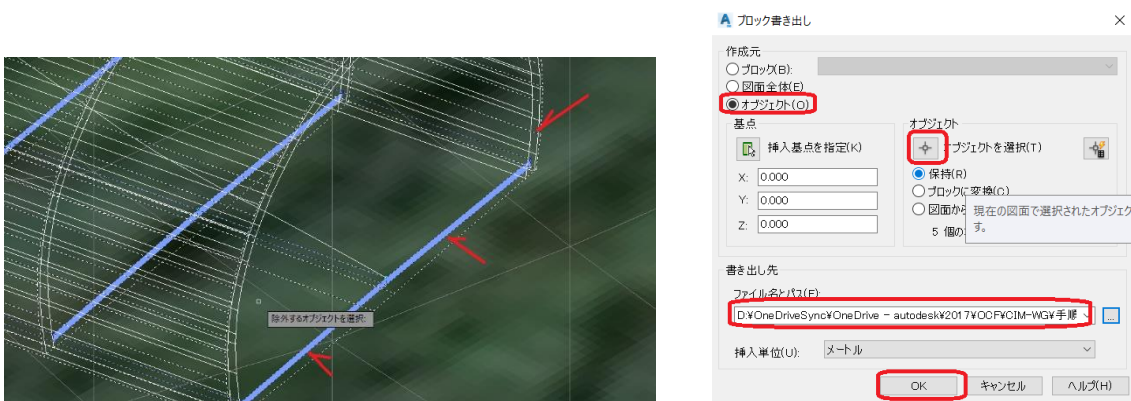 除外するオブジェクトを選択:
ブロック書き出し
作成元
ブロック(B):
図面全体(E)
オブジェクト(O)
基点
挿入基点を指定(K)
X: 0.000
Y: 0.000
Z: 0.000
オブジェクト
オブジェクトを選択(T)
保持(R)
ブロックに変換(C)
図面から
5 個の
現在の図面で選択されたオブジェク
す。
書き出し先
ファイル名とパス(F):
D:¥OneDriveSync¥OneDrive - autodesk¥2017¥OCF¥CIM-WG¥手順
...
挿入単位(U): メートル
OK キャンセル ヘルプ(H)